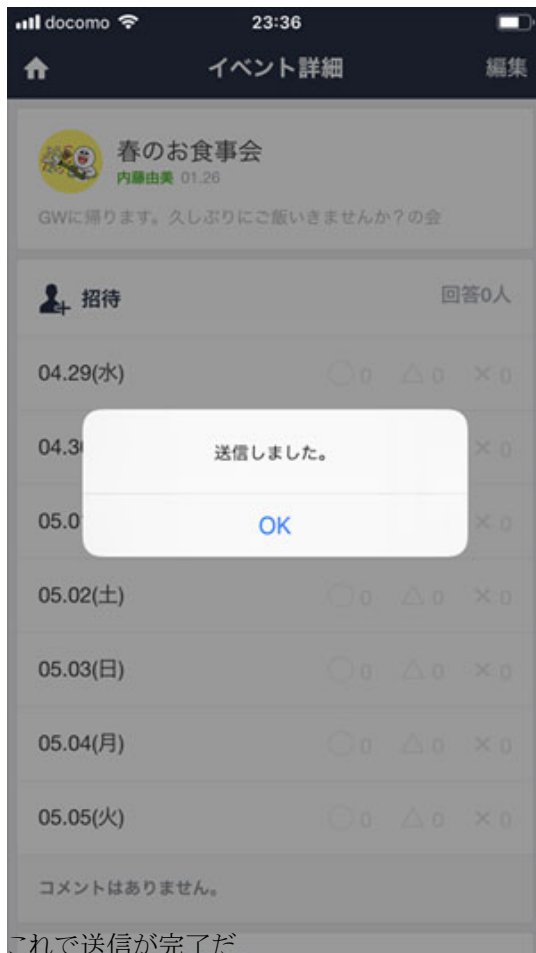 docomo 23:36
イベント詳細 編集
春のお食事会
内藤由美 01.26
GWに帰ります。久しぶりにご飯いきませんか?の会
招待 回答0人
04.29(水) ○0 △0 ×0
04.30 ×0
送信しました。
05.0 ×0
OK
05.02(土) ○0 △0 ×0
05.03(日) ○0 △0 ×0
05.04(月) ○0 △0 ×0
05.05(火) ○0 △0 ×0
コメントはありません。
これで送信が完了だ